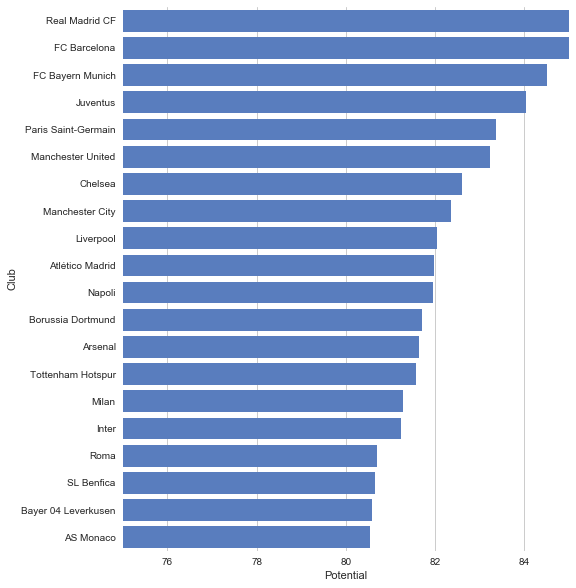 Real Madrid CF
FC Barcelona
FC Bayern Munich
Juventus
Paris Saint-Germain
Manchester United
Chelsea
Manchester City
Liverpool
Atlético Madrid
Napoli
Borussia Dortmund
Arsenal
Tottenham Hotspur
Milan
Inter
Roma
SL Benfica
Bayer 04 Leverkusen
AS Monaco
Club
76 78 80 82 84
Potential